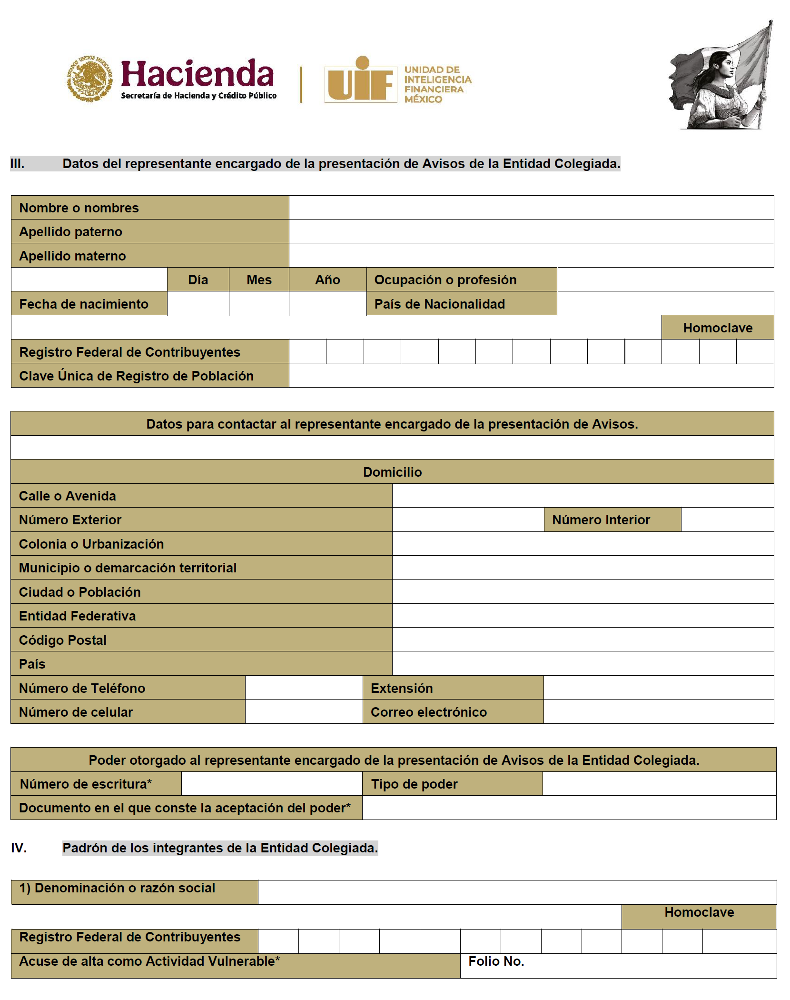 ESTADOS UNIDOS MEXICANOS
Hacienda
Secretaría de Hacienda y Crédito Público
UIF
UNIDAD DE
INTELIGENCIA
FINANCIERA
MÉXICO
III. Datos del representante encargado de la presentación de Avisos de la Entidad Colegiada.
Nombre o nombres
Apellido paterno
Apellido materno
Día Mes Año Ocupación o profesión
Fecha de nacimiento País de Nacionalidad
Homoclave
Registro Federal de Contribuyentes
Clave Única de Registro de Población
Datos para contactar al representante encargado de la presentación de Avisos.
Domicilio
Calle o Avenida
Número Exterior Número Interior
Colonia o Urbanización
Municipio o demarcación territorial
Ciudad o Población
Entidad Federativa
Código Postal
País
Número de Teléfono Extensión
Número de celular Correo electrónico
Poder otorgado al representante encargado de la presentación de Avisos de la Entidad Colegiada.
Número de escritura* Tipo de poder
Documento en el que conste la aceptación del poder*
IV. Padrón de los integrantes de la Entidad Colegiada.
1) Denominación o razón social
Homoclave
Registro Federal de Contribuyentes
Acuse de alta como Actividad Vulnerable* Folio No.